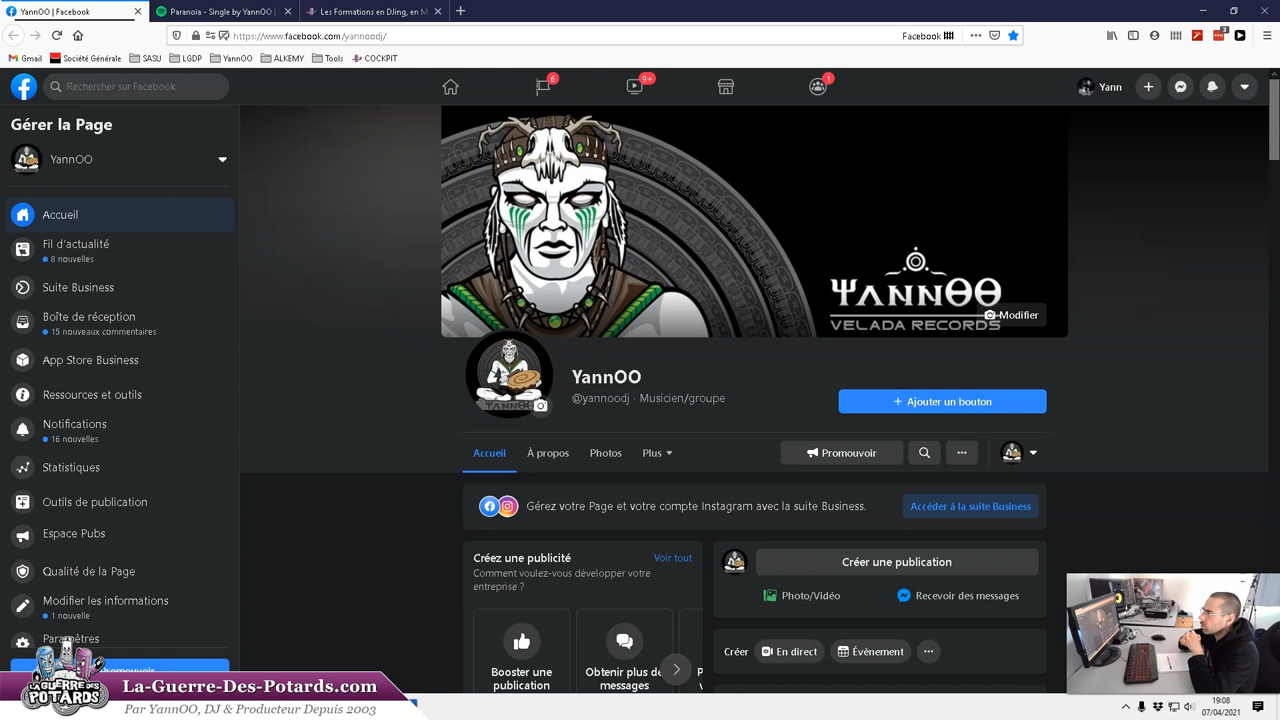 YannOO | Facebook
Paranoïa - Single by YannOO |
Les Formations en DJing, en M
https://www.facebook.com/yannoodj/
Facebook
3
Gmail Société Générale SASU LGDP YannOO ALKEMY Tools COCKPIT
Rechercher sur Facebook
6
9+
1
Yann
Gérer la Page
YannOO
Accueil
Fil d'actualité
8 nouvelles
Suite Business
Boîte de réception
15 nouveaux commentaires
App Store Business
Ressources et outils
Notifications
16 nouvelles
Statistiques
Outils de publication
Espace Pubs
Qualité de la Page
Modifier les informations
1 nouvelle
Paramètres
Promouvoir
YANNOO
VELADA RECORDS
Modifier
YANNOO
YannOO
@yannoodj · Musicien/groupe
+ Ajouter un bouton
Accueil À propos Photos Plus
Promouvoir
Gérez votre Page et votre compte Instagram avec la suite Business.
Accéder à la suite Business
Créez une publicité
Voir tout
Comment voulez-vous développer votre
entreprise ?
Booster une
publication
Obtenir plus de
messages
Créer une publication
Photo/Vidéo
Recevoir des messages
Créer En direct Évènement
LA GUERRE DES
POTARDS
La-Guerre-Des-Potards.com
Par YannOO, DJ & Producteur Depuis 2003
19:08
07/04/2021